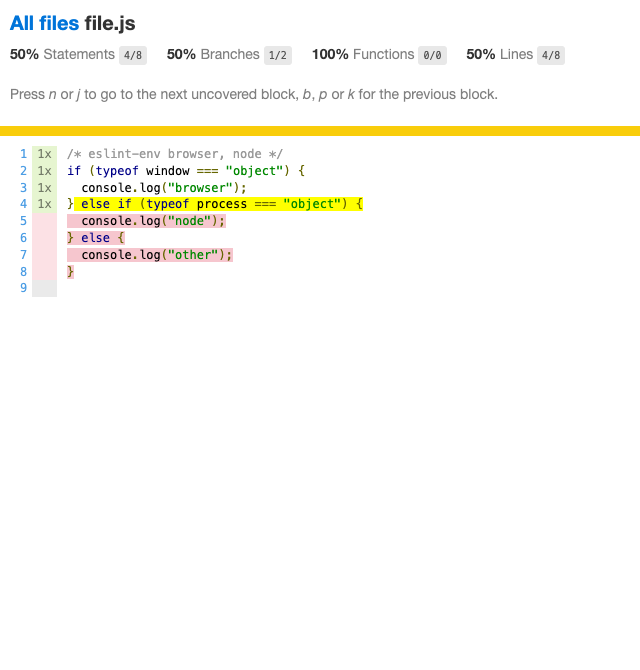 All files file.js
50% Statements 4/8 50% Branches 1/2 100% Functions 0/0 50% Lines 4/8
Press n or j to go to the next uncovered block, b, p or k for the previous block.
1 1x /* eslint-env browser, node */
2 1x if (typeof window === "object") {
3 1x   console.log("browser");
4 1x } else if (typeof process === "object") {
5   console.log("node");
6 } else {
7   console.log("other");
8 }
9